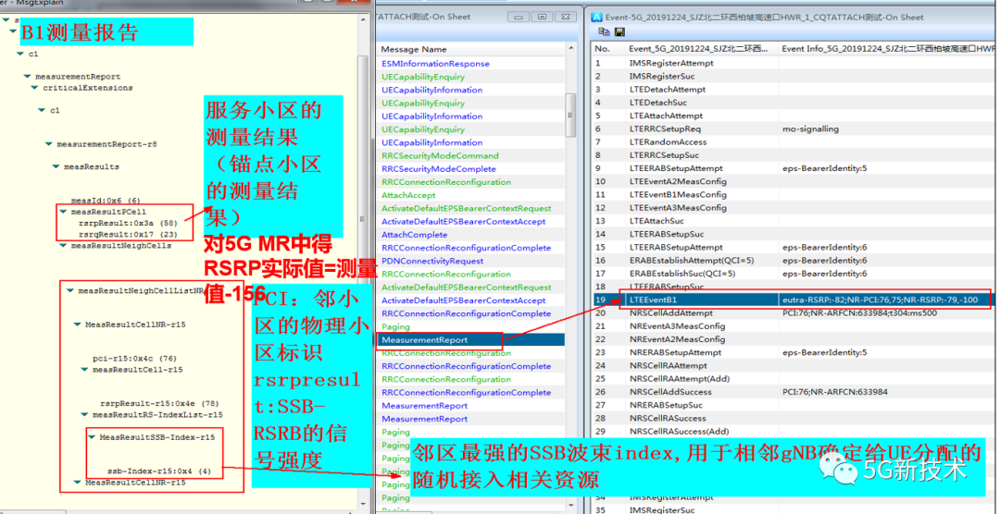 er - MsgExplain
B1测量报告
c1
measurementReport
criticalExtensions
c1
measurementReport-r8
measResults
measId:0x6 (6)
measResultPCell
rsrpResult:0x3a (58)
rsrqResult:0x17 (23)
measResultNeighCells
measResultNeighCellListNR
MeasResultCellNR-r15
pci-r15:0x4c (76)
measResultCell-r15
rsrpResult-r15:0x4e (78)
measResultRS-IndexList-r15
MeasResultSSB-Index-r15
ssb-Index-r15:0x4 (4)
MeasResultCellNR-r15
服务小区的
测量结果
（锚点小区
的测量结
果）
对5G MR中得
RSRP实际值=测量
值-156
PCI：邻小
区的物理小
区标识
rsrpresul
t:SSB-
RSRB的信
号强度
TATTACH测试-On Sheet
Message Name
ESMInformationResponse
UECapabilityEnquiry
UECapabilityInformation
UECapabilityEnquiry
UECapabilityInformation
UECapabilityEnquiry
UECapabilityInformation
RRCSecurityModeCommand
RRCSecurityModeComplete
RRCConnectionReconfiguration
AttachAccept
ActivateDefaultEPSBearerContextRequest
ActivateDefaultEPSBearerContextAccept
AttachComplete
RRCConnectionReconfigurationComplete
PDNConnectivityRequest
RRCConnectionReconfiguration
ActivateDefaultEPSBearerContextRequest
ActivateDefaultEPSBearerContextAccept
RRCConnectionReconfigurationComplete
Paging
MeasurementReport
RRCConnectionReconfiguration
RRCConnectionReconfigurationComplete
RRCConnectionReconfiguration
RRCConnectionReconfigurationComplete
MeasurementReport
MeasurementReport
Paging
Paging
Paging
Paging
Paging
Paging
Paging
Event-5G_20191224_SJZ北二环西柏坡高速口HWR_1_CQTATTACH测试-On Sheet
No. Event_5G_20191224_SJZ北二环西... Event Info_5G_20191224_SJZ北二环西柏坡高速口HWR
1 IMSRegisterAttempt
2 IMSRegisterSuc
3 LTEDetachAttempt
4 LTEDetachSuc
5 LTEAttachAttempt
6 LTERRCSetupReq mo-signalling
7 LTERandomAccess
8 LTERRCSetupSuc
9 LTEERABSetupAttempt eps-BearerIdentity:5
10 LTEEventA2MeasConfig
11 LTEEventB1MeasConfig
12 LTEEventA3MeasConfig
13 LTEAttachSuc
14 LTEERABSetupSuc
15 LTEERABSetupAttempt eps-BearerIdentity:6
16 ERABEstablishAttempt(QCI=5) eps-BearerIdentity:6
17 ERABEstablishSuc(QCI=5) eps-BearerIdentity:6
18 LTEERABSetupSuc
19 LTEEventB1 eutra-RSRP:-82;NR-PCI:76,75;NR-RSRP:-79,-100
20 NRSCellAddAttempt PCI:76;NR-ARFCN:633984;t304:ms500
21 NREventA3MeasConfig
22 NREventA2MeasConfig
23 NRERABSetupAttempt eps-BearerIdentity:5
24 NRSCellRAAttempt
25 NRSCellRAAttempt(Add)
26 NRSCellAddSuccess PCI:76;NR-ARFCN:633984
27 NRERABSetupSuc
28 NRSCellRASuccess
29 NRSCellRASuccess(Add)
邻区最强的SSB波束index,用于相邻gNB确定给UE分配的
随机接入相关资源
5G新技术
34 IMSRegisterAttempt
35 IMSRegisterSuc